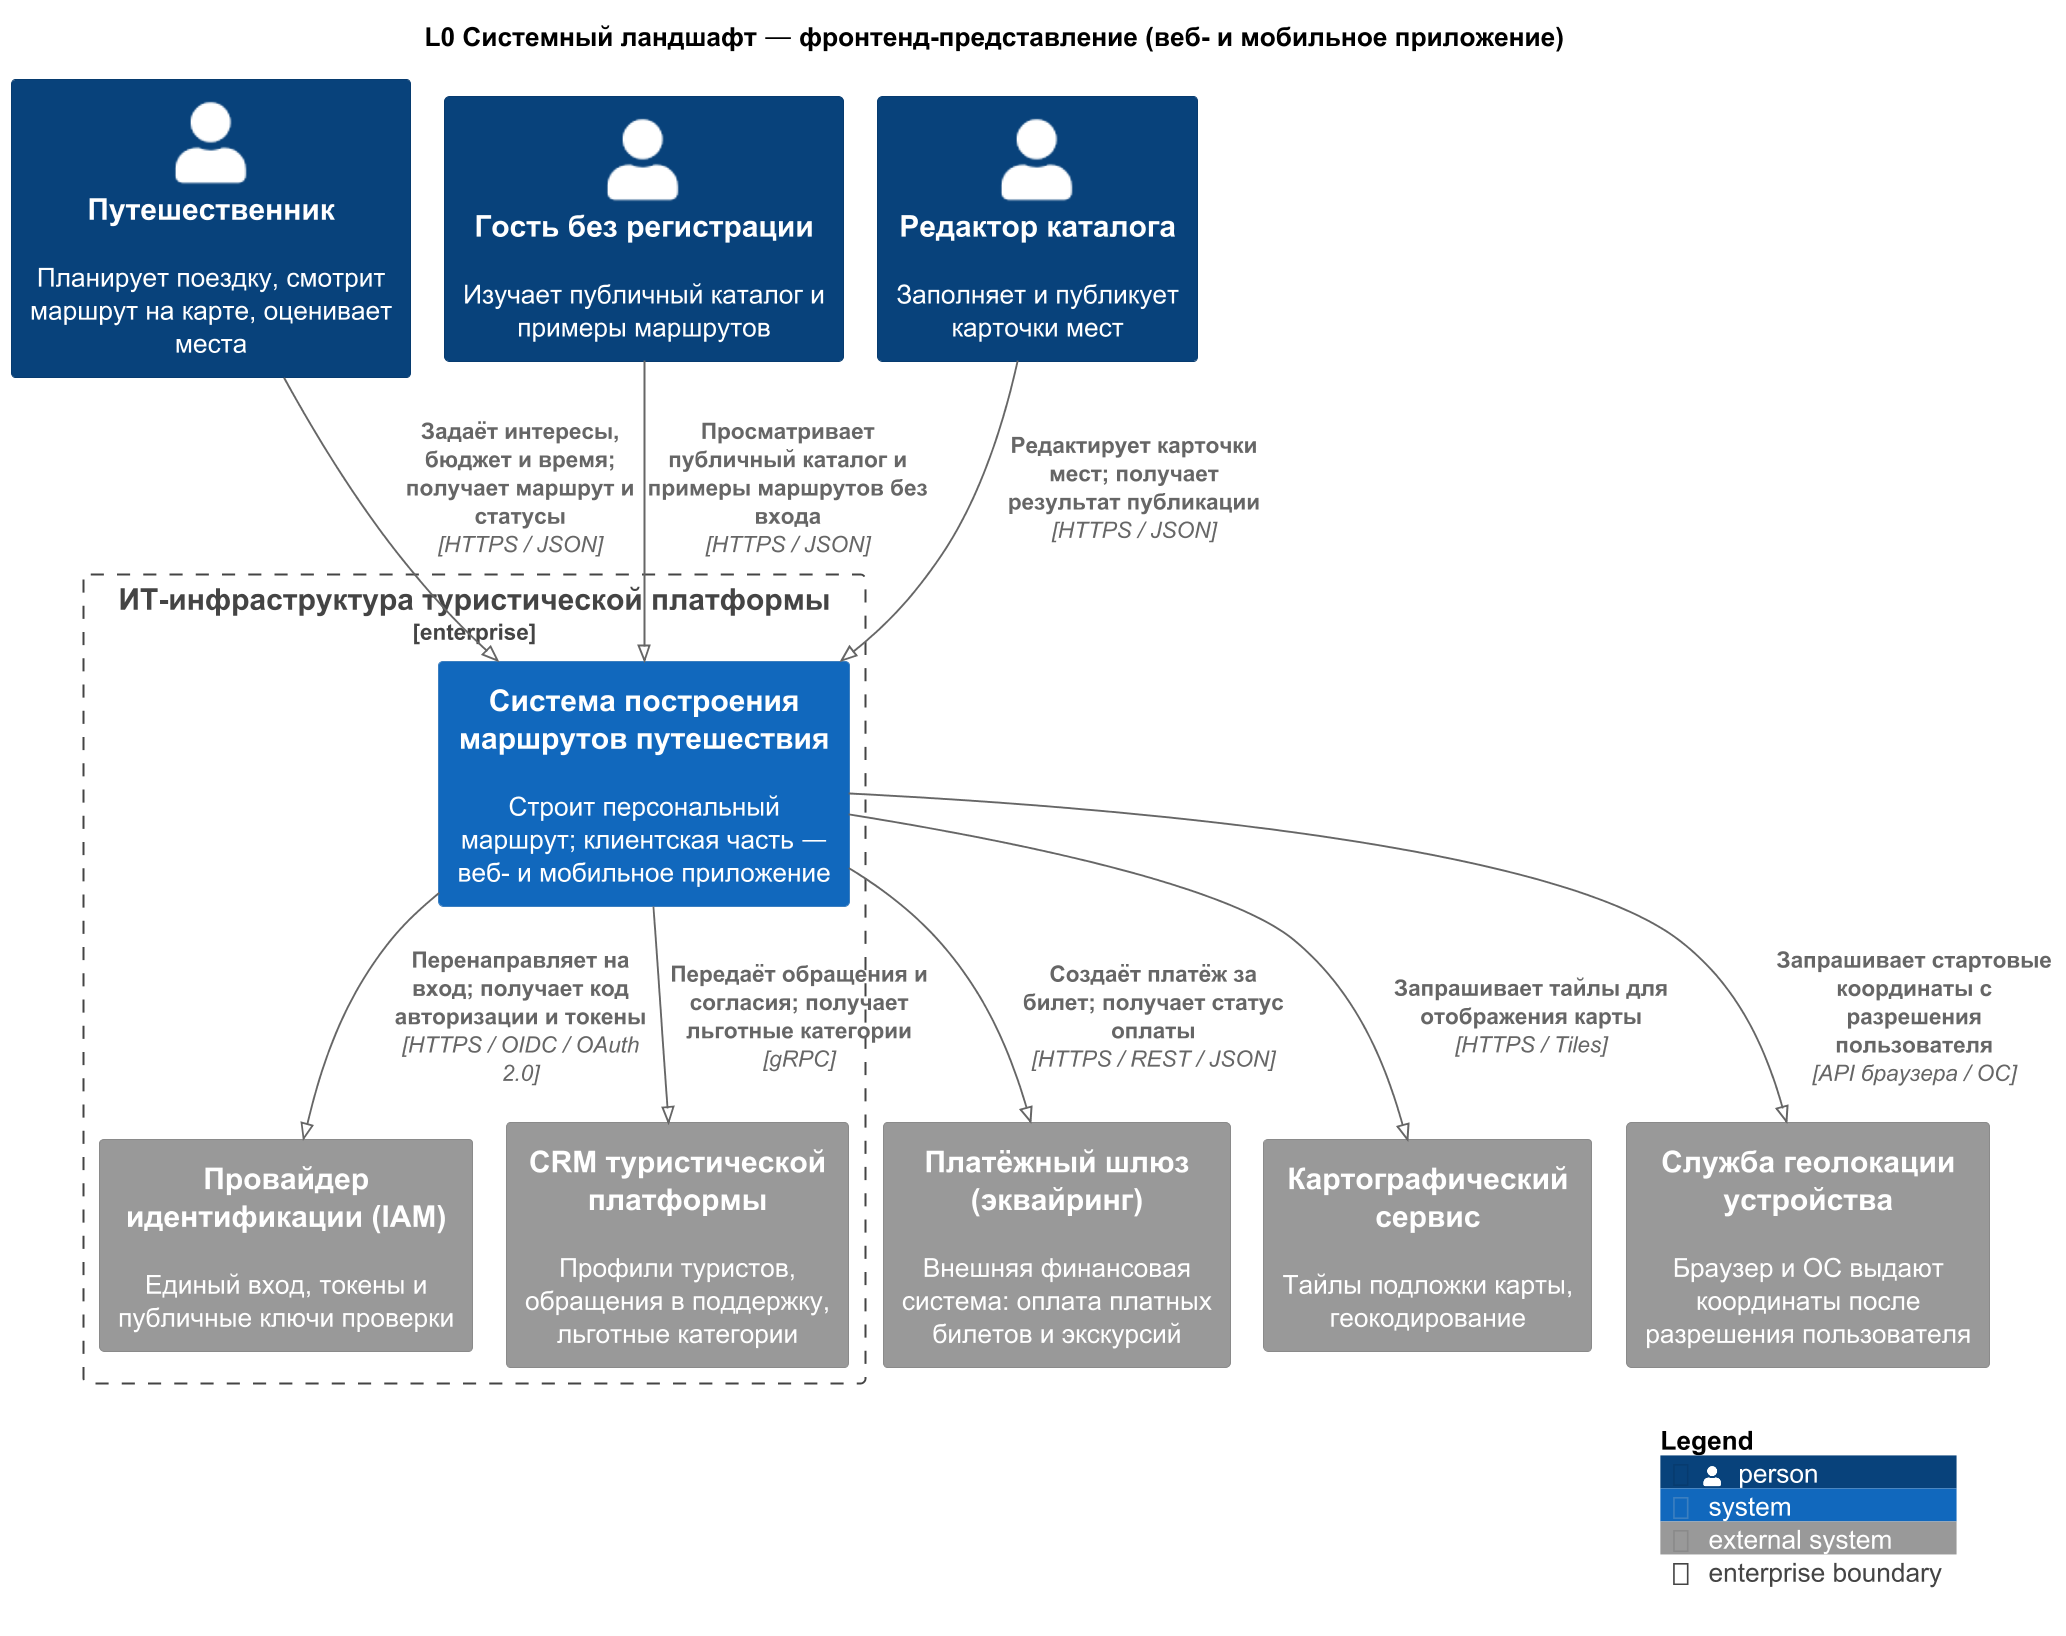 L0 Системный ландшафт — фронтенд-представление (веб- и мобильное приложение)
Путешественник
Планирует поездку, смотрит
маршрут на карте, оценивает
места
Гость без регистрации
Изучает публичный каталог и
примеры маршрутов
Редактор каталога
Заполняет и публикует
карточки мест
Задаёт интересы,
бюджет и время;
получает маршрут и
статусы
[HTTPS / JSON]
Просматривает
публичный каталог и
примеры маршрутов без
входа
[HTTPS / JSON]
Редактирует карточки
мест; получает
результат публикации
[HTTPS / JSON]
ИТ-инфраструктура туристической платформы
[enterprise]
Система построения
маршрутов путешествия
Строит персональный
маршрут; клиентская часть —
веб- и мобильное приложение
Перенаправляет на
вход; получает код
авторизации и токены
[HTTPS / OIDC / OAuth
2.0]
Передаёт обращения и
согласия; получает
льготные категории
[gRPC]
Создаёт платёж за
билет; получает статус
оплаты
[HTTPS / REST / JSON]
Запрашивает тайлы для
отображения карты
[HTTPS / Tiles]
Запрашивает стартовые
координаты с
разрешения
пользователя
[API браузера / ОС]
Провайдер
идентификации (IAM)
Единый вход, токены и
публичные ключи проверки
CRM туристической
платформы
Профили туристов,
обращения в поддержку,
льготные категории
Платёжный шлюз
(эквайринг)
Внешняя финансовая
система: оплата платных
билетов и экскурсий
Картографический
сервис
Тайлы подложки карты,
геокодирование
Служба геолокации
устройства
Браузер и ОС выдают
координаты после
разрешения пользователя
Legend
person
system
external system
enterprise boundary